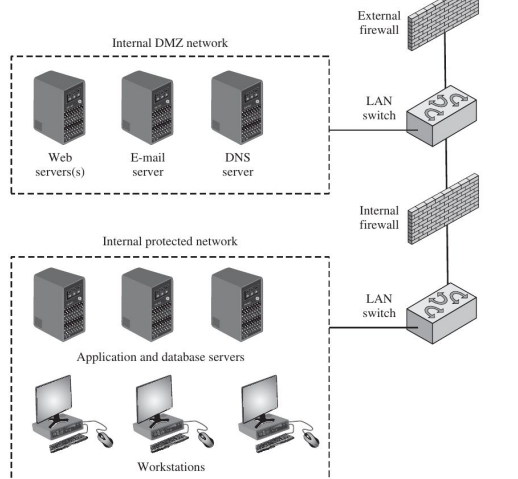 External
firewall
Internal DMZ network
LAN
switch
Web
servers(s)
E-mail
server
DNS
server
Internal
firewall
Internal protected network
LAN
switch
Application and database servers
Workstations